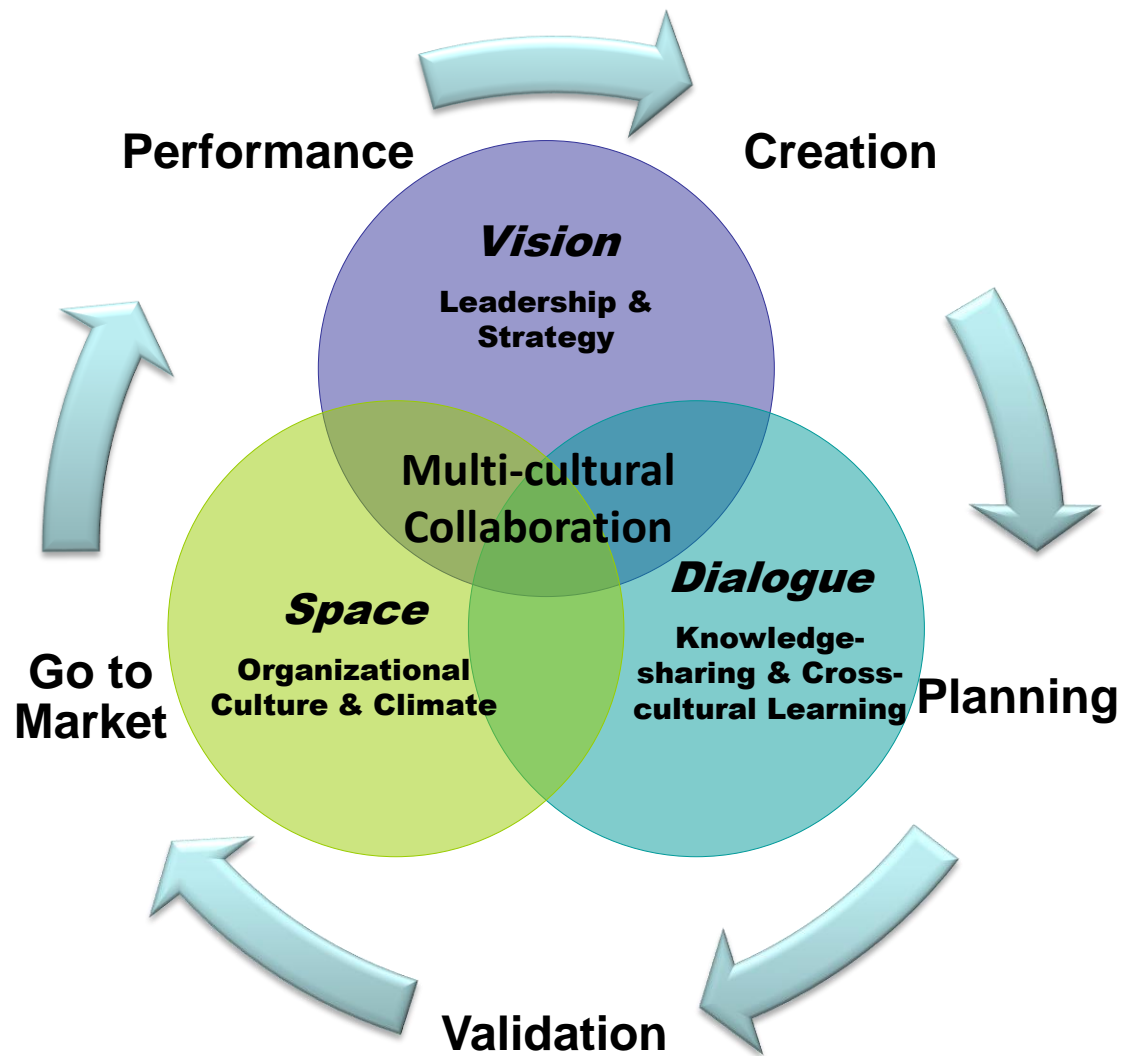 Performance
Creation
Vision
Leadership &
Strategy
Multi-cultural
Collaboration
Dialogue
Knowledge-
sharing & Cross-
cultural Learning
Space
Organizational
Culture & Climate
Go to
Market
Planning
Validation